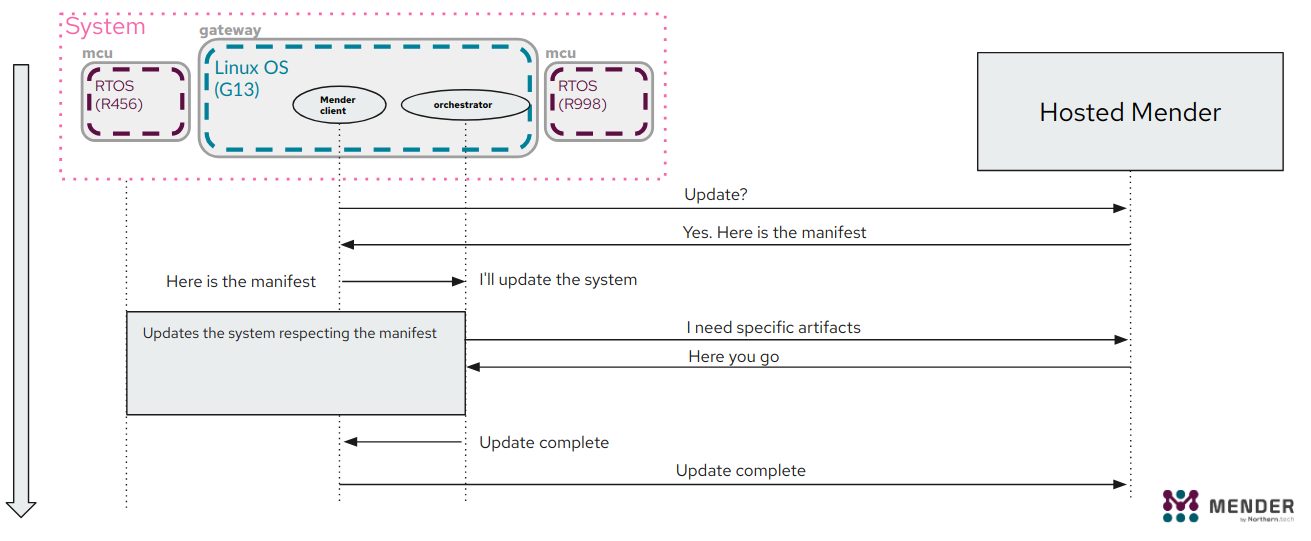 System
gateway
mcu
mcu
RTOS
(R456)
Linux OS
(G13)
Mender
client
orchestrator
RTOS
(R998)
Hosted Mender
Update?
Yes. Here is the manifest
Here is the manifest
I'll update the system
Updates the system respecting the manifest
I need specific artifacts
Here you go
Update complete
Update complete
MENDER
by Northern.tech